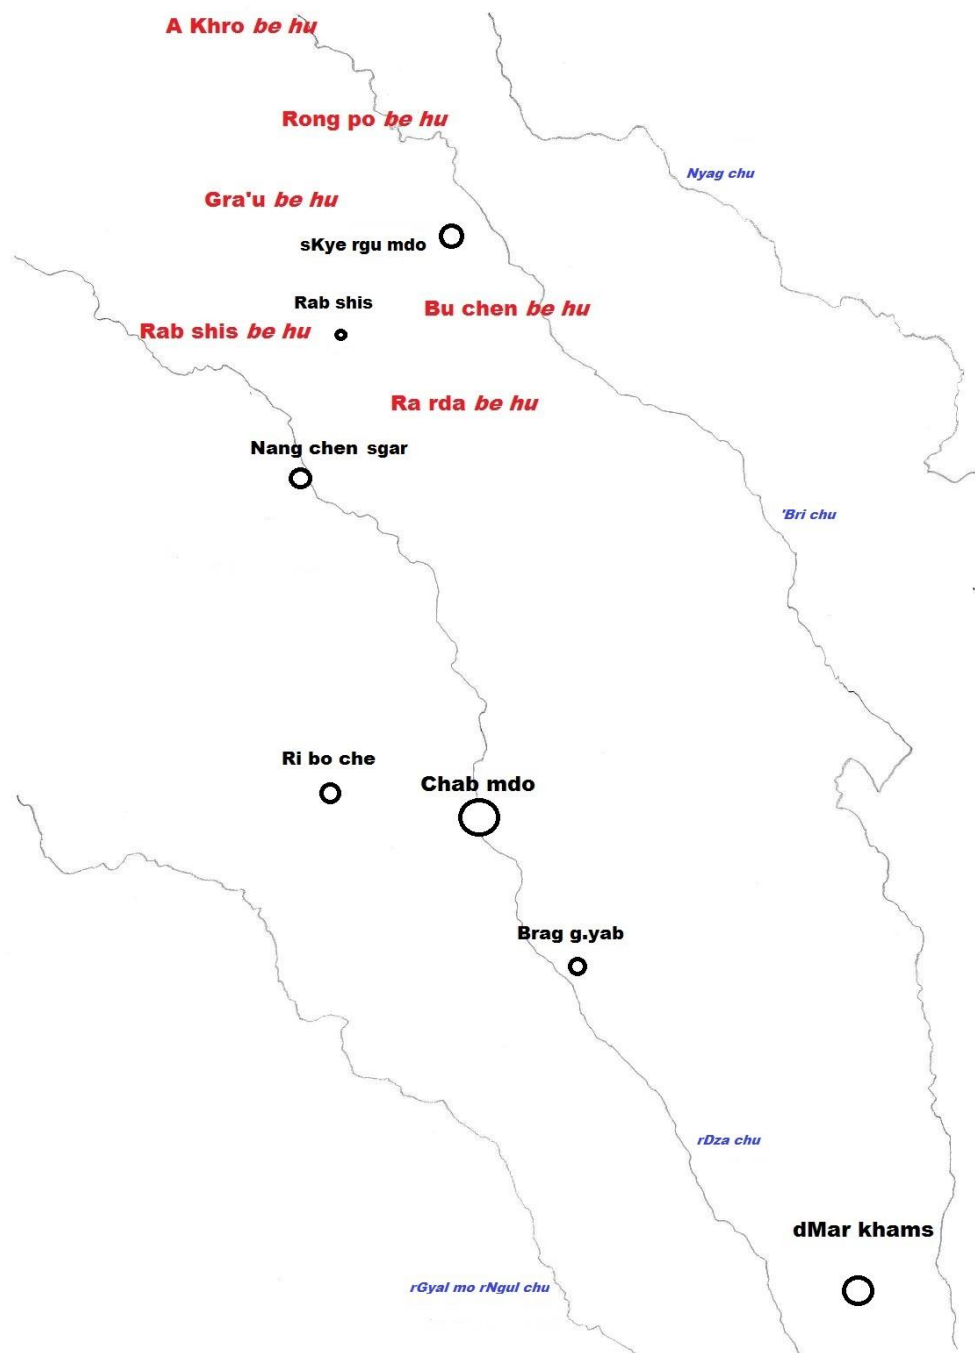 A Khro be hu
Rong po be hu
Nyag chu
Gra'u be hu
sKye rgu mdo
Rab shis
Bu chen be hu
Rab shis be hu
Ra rda be hu
Nang chen sgar
'Bri chu
Ri bo che
Chab mdo
Brag g.yab
rDza chu
dMar khams
rGyal mo rNgul chu